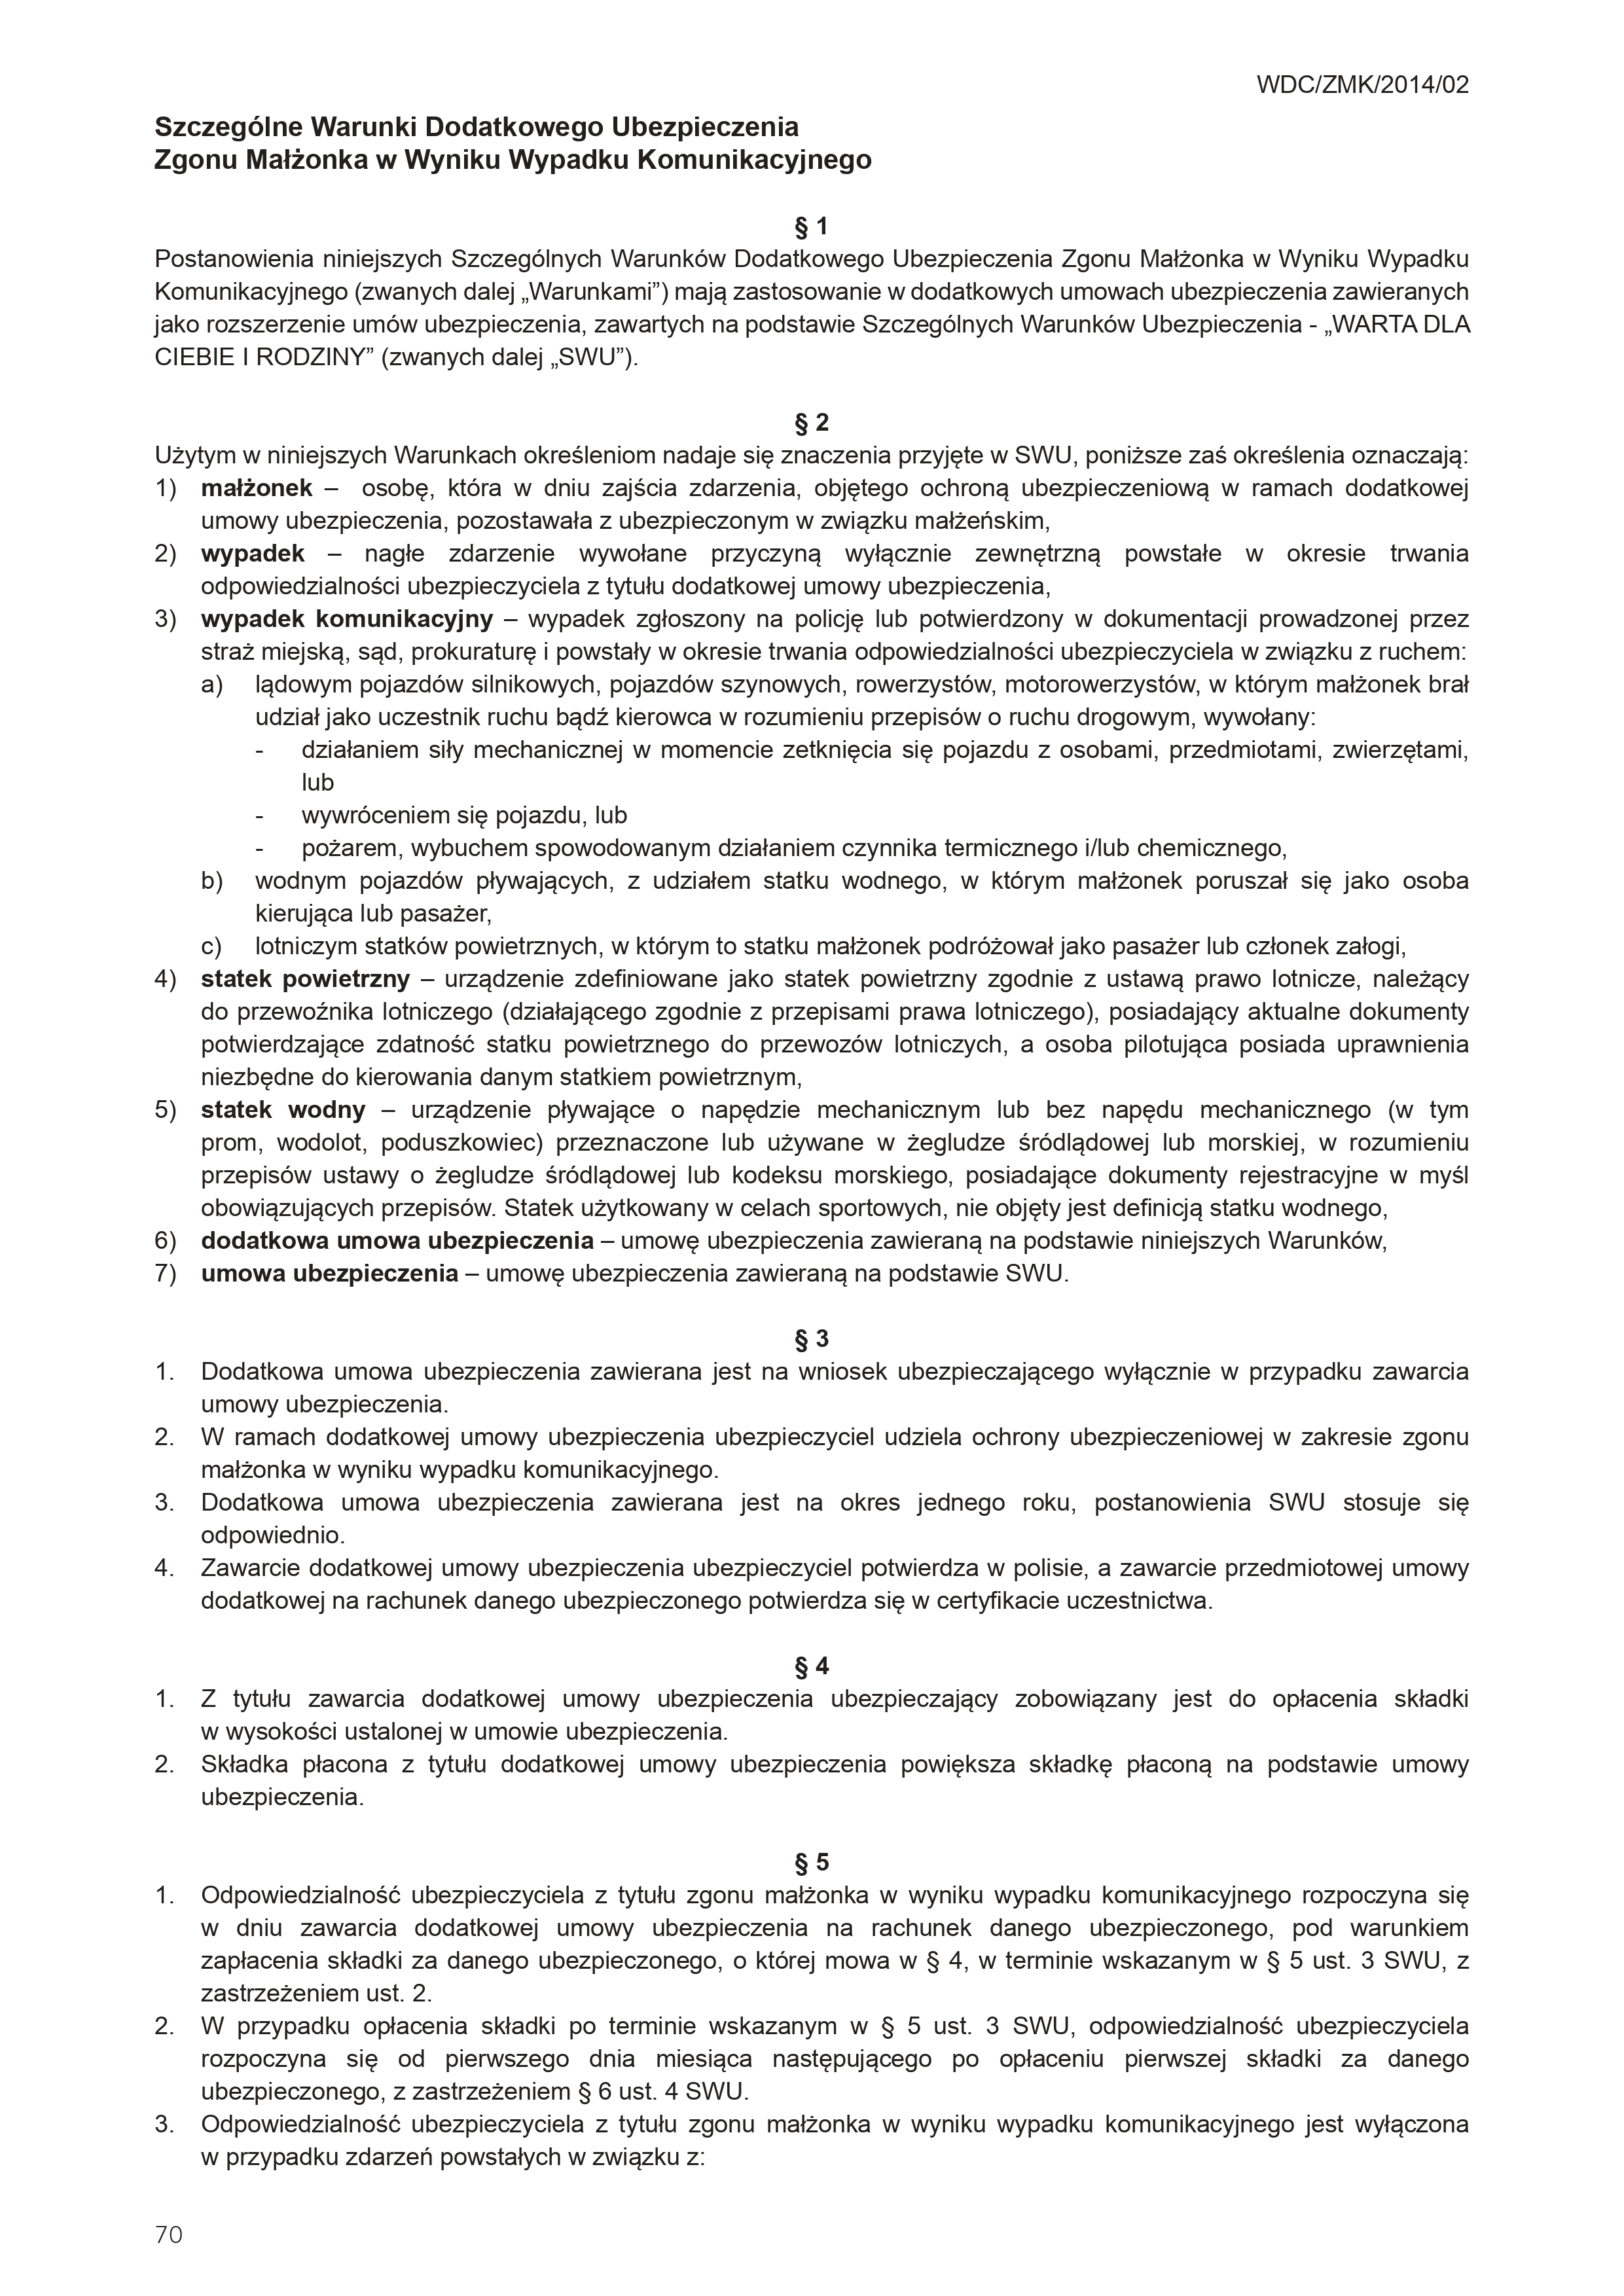 WDC/ZMK/2014/02
Szczególne Warunki Dodatkowego Ubezpieczenia
Zgonu Małżonka w Wyniku Wypadku Komunikacyjnego
§ 1
Postanowienia niniejszych Szczególnych Warunków Dodatkowego Ubezpieczenia Zgonu Małżonka w Wyniku Wypadku
Komunikacyjnego (zwanych dalej „Warunkami”) mają zastosowanie w dodatkowych umowach ubezpieczenia zawieranych
jako rozszerzenie umów ubezpieczenia, zawartych na podstawie Szczególnych Warunków Ubezpieczenia - „WARTA DLA
CIEBIE I RODZINY” (zwanych dalej „SWU”).
§ 2
Użytym w niniejszych Warunkach określeniom nadaje się znaczenia przyjęte w SWU, poniższe zaś określenia oznaczają:
1) małżonek – osobę, która w dniu zajścia zdarzenia, objętego ochroną ubezpieczeniową w ramach dodatkowej
umowy ubezpieczenia, pozostawała z ubezpieczonym w związku małżeńskim,
2) wypadek – nagłe zdarzenie wywołane przyczyną wyłącznie zewnętrzną powstałe w okresie trwania
odpowiedzialności ubezpieczyciela z tytułu dodatkowej umowy ubezpieczenia,
3) wypadek komunikacyjny – wypadek zgłoszony na policję lub potwierdzony w dokumentacji prowadzonej przez
straż miejską, sąd, prokuraturę i powstały w okresie trwania odpowiedzialności ubezpieczyciela w związku z ruchem:
a) lądowym pojazdów silnikowych, pojazdów szynowych, rowerzystów, motorowerzystów, w którym małżonek brał
udział jako uczestnik ruchu bądź kierowca w rozumieniu przepisów o ruchu drogowym, wywołany:
- działaniem siły mechanicznej w momencie zetknięcia się pojazdu z osobami, przedmiotami, zwierzętami,
lub
- wywróceniem się pojazdu, lub
- pożarem, wybuchem spowodowanym działaniem czynnika termicznego i/lub chemicznego,
b) wodnym pojazdów pływających, z udziałem statku wodnego, w którym małżonek poruszał się jako osoba
kierująca lub pasażer,
c) lotniczym statków powietrznych, w którym to statku małżonek podróżował jako pasażer lub członek załogi,
4) statek powietrzny – urządzenie zdefiniowane jako statek powietrzny zgodnie z ustawą prawo lotnicze, należący
do przewoźnika lotniczego (działającego zgodnie z przepisami prawa lotniczego), posiadający aktualne dokumenty
potwierdzające zdatność statku powietrznego do przewozów lotniczych, a osoba pilotująca posiada uprawnienia
niezbędne do kierowania danym statkiem powietrznym,
5) statek wodny – urządzenie pływające o napędzie mechanicznym lub bez napędu mechanicznego (w tym
prom, wodolot, poduszkowiec) przeznaczone lub używane w żegludze śródlądowej lub morskiej, w rozumieniu
przepisów ustawy o żegludze śródlądowej lub kodeksu morskiego, posiadające dokumenty rejestracyjne w myśl
obowiązujących przepisów. Statek użytkowany w celach sportowych, nie objęty jest definicją statku wodnego,
6) dodatkowa umowa ubezpieczenia – umowę ubezpieczenia zawieraną na podstawie niniejszych Warunków,
7) umowa ubezpieczenia – umowę ubezpieczenia zawieraną na podstawie SWU.
§ 3
1. Dodatkowa umowa ubezpieczenia zawierana jest na wniosek ubezpieczającego wyłącznie w przypadku zawarcia
umowy ubezpieczenia.
2. W ramach dodatkowej umowy ubezpieczenia ubezpieczyciel udziela ochrony ubezpieczeniowej w zakresie zgonu
małżonka w wyniku wypadku komunikacyjnego.
3. Dodatkowa umowa ubezpieczenia zawierana jest na okres jednego roku, postanowienia SWU stosuje się
odpowiednio.
4. Zawarcie dodatkowej umowy ubezpieczenia ubezpieczyciel potwierdza w polisie, a zawarcie przedmiotowej umowy
dodatkowej na rachunek danego ubezpieczonego potwierdza się w certyfikacie uczestnictwa.
§ 4
1. Z tytułu zawarcia dodatkowej umowy ubezpieczenia ubezpieczający zobowiązany jest do opłacenia składki
w wysokości ustalonej w umowie ubezpieczenia.
2. Składka płacona z tytułu dodatkowej umowy ubezpieczenia powiększa składkę płaconą na podstawie umowy
ubezpieczenia.
§ 5
1. Odpowiedzialność ubezpieczyciela z tytułu zgonu małżonka w wyniku wypadku komunikacyjnego rozpoczyna się
w dniu zawarcia dodatkowej umowy ubezpieczenia na rachunek danego ubezpieczonego, pod warunkiem
zapłacenia składki za danego ubezpieczonego, o której mowa w § 4, w terminie wskazanym w § 5 ust. 3 SWU, z
zastrzeżeniem ust. 2.
2. W przypadku opłacenia składki po terminie wskazanym w § 5 ust. 3 SWU, odpowiedzialność ubezpieczyciela
rozpoczyna się od pierwszego dnia miesiąca następującego po opłaceniu pierwszej składki za danego
ubezpieczonego, z zastrzeżeniem § 6 ust. 4 SWU.
3. Odpowiedzialność ubezpieczyciela z tytułu zgonu małżonka w wyniku wypadku komunikacyjnego jest wyłączona
w przypadku zdarzeń powstałych w związku z:
70